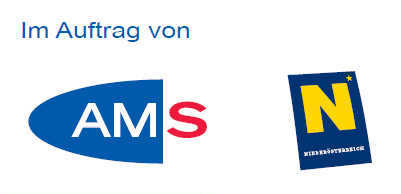 Im Auftrag von
AMS
N
NIEDERÖSTERREICH